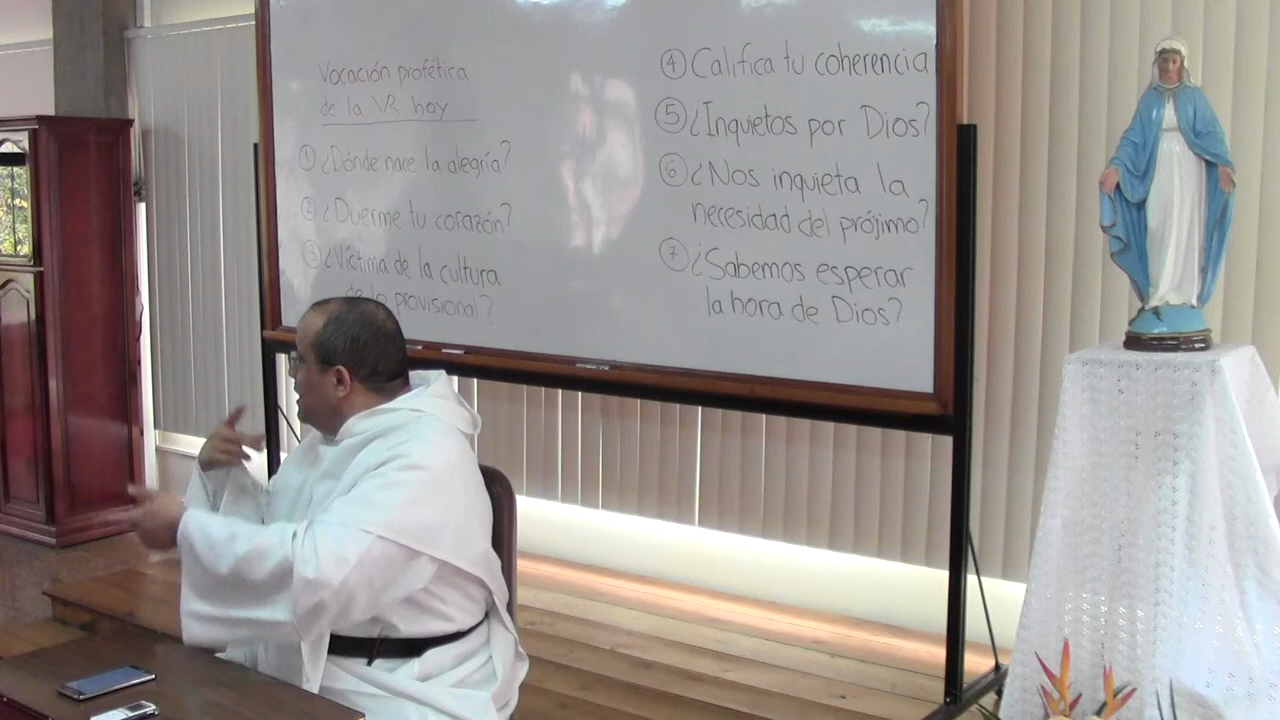 Vocación profética
de la VR hoy
① ¿Dónde nace la alegría?
② ¿Duerme tu corazón?
③ ¿Víctima de la cultura
de lo provisional?
④ Califica tu coherencia
⑤ ¿Inquietos por Dios?
⑥ ¿Nos inquieta la
necesidad del prójimo?
⑦ ¿Sabemos esperar
la hora de Dios?